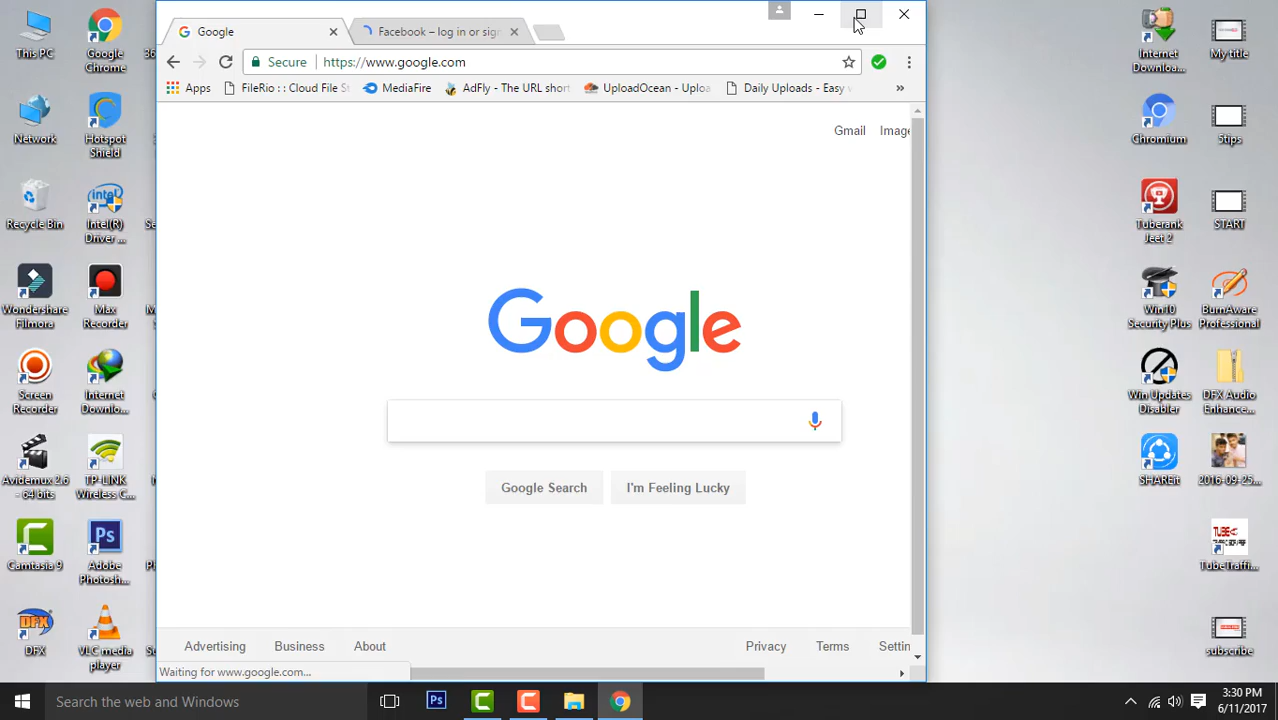 Google
Facebook – log in or sign
Secure
https://www.google.com
Apps
FileRio : : Cloud File St
MediaFire
AdFly - The URL short
UploadOcean - Uploa
Daily Uploads - Easy
»
Gmail
Image
Google
Google Search
I'm Feeling Lucky
Advertising
Business
About
Privacy
Terms
Settin
Waiting for www.google.com...
This PC
Google
Chrome
Network
Hotspot
Shield
Recycle Bin
Intel(R)
Driver ...
Wondershare
Filmora
Max
Recorder
Screen
Recorder
Internet
Downlo...
Avidemux 2.6
- 64 bits
TP-LINK
Wireless C...
Camtasia 9
Ps
Adobe
Photosh...
DFX
DFX
VLC media
player
Internet
Downloa...
My title
Chromium
5tips
Tuberank
Jeet 2
START
Win10
Security Plus
BurnAware
Professional
Win Updates
Disabler
DFX Audio
Enhance...
SHAREit
2016-09-25...
TubeTraffi...
subscribe
Search the web and Windows
Ps
3:30 PM
6/11/2017